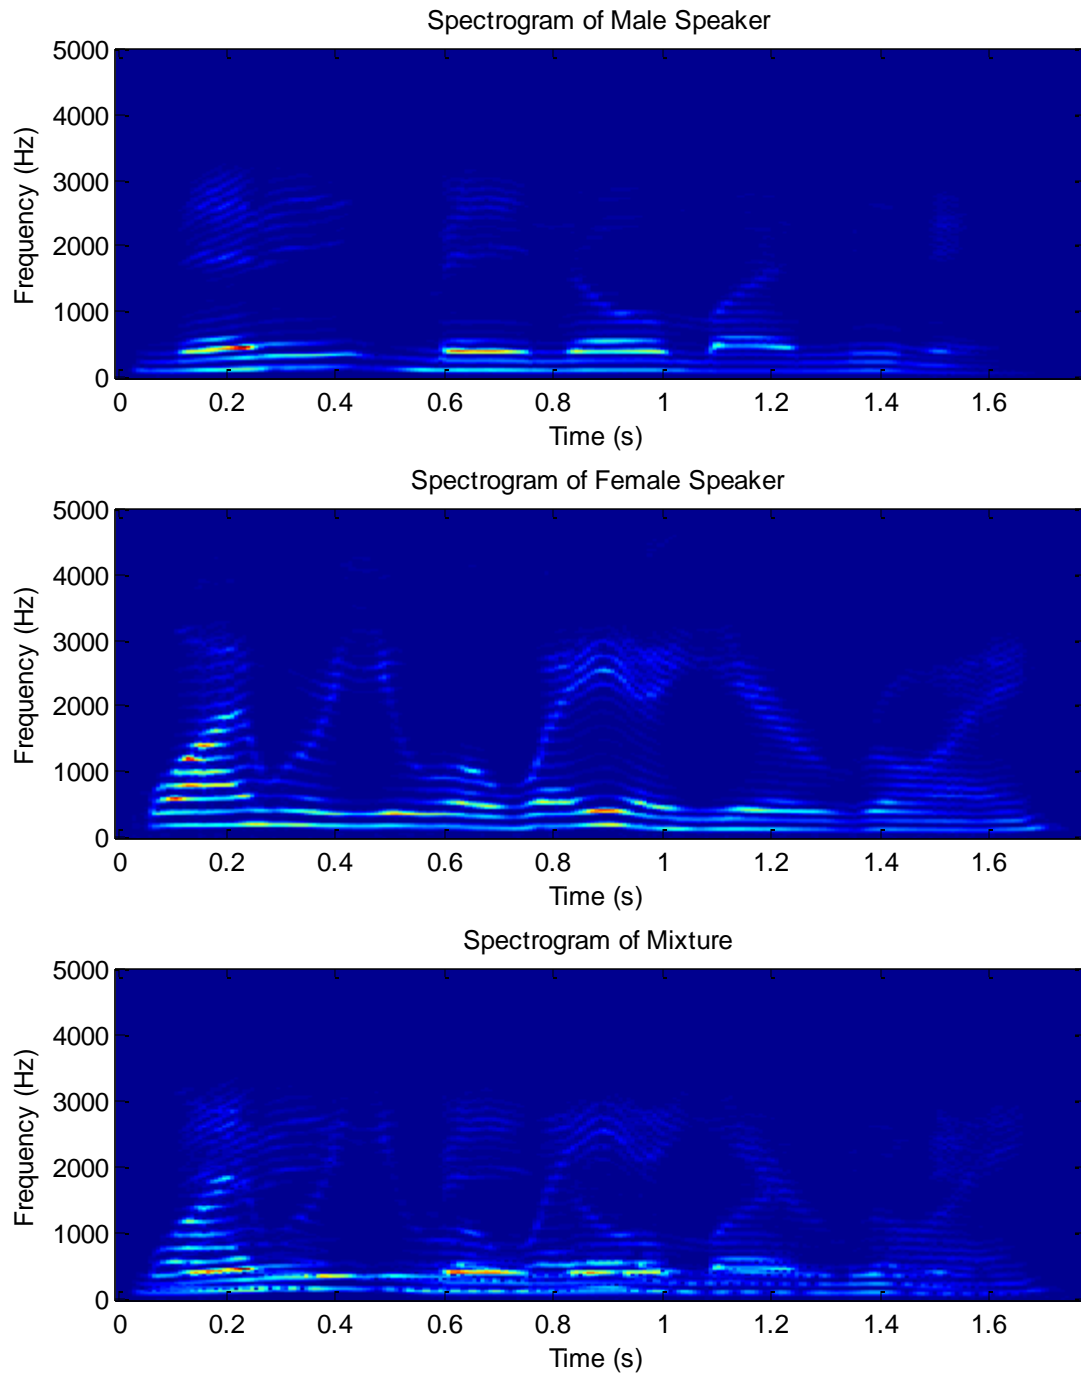 Spectrogram of Male Speaker
5000
4000
3000
2000
1000
0
Frequency (Hz)
0 0.2 0.4 0.6 0.8 1 1.2 1.4 1.6
Time (s)
Spectrogram of Female Speaker
5000
4000
3000
2000
1000
0
Frequency (Hz)
0 0.2 0.4 0.6 0.8 1 1.2 1.4 1.6
Time (s)
Spectrogram of Mixture
5000
4000
3000
2000
1000
0
Frequency (Hz)
0 0.2 0.4 0.6 0.8 1 1.2 1.4 1.6
Time (s)